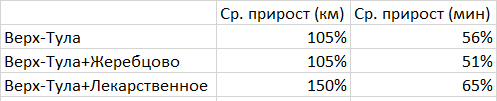 Ср. прирост (км) Ср. прирост (мин)
Верх-Тула 105% 56%
Верх-Тула+Жеребцово 105% 51%
Верх-Тула+Лекарственное 150% 65%